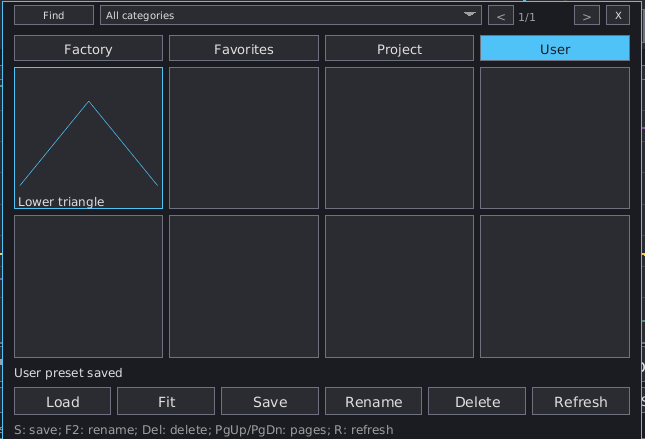 Find All categories < 1/1 > X
Factory Favorites Project User
Lower triangle
User preset saved
Load Fit Save Rename Delete Refresh
S: save; F2: rename; Del: delete; PgUp/PgDn: pages; R: refresh